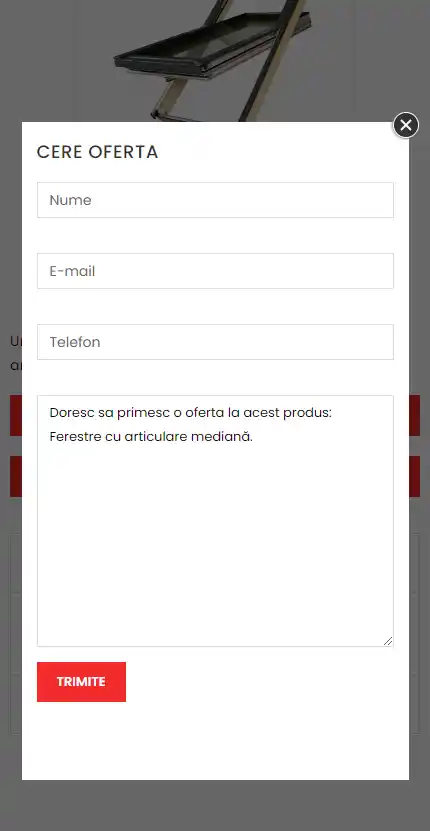 CERE OFERTA
Nume
E-mail
Telefon
Doresc sa primesc o oferta la acest produs:
Ferestre cu articulare mediană.
TRIMITE